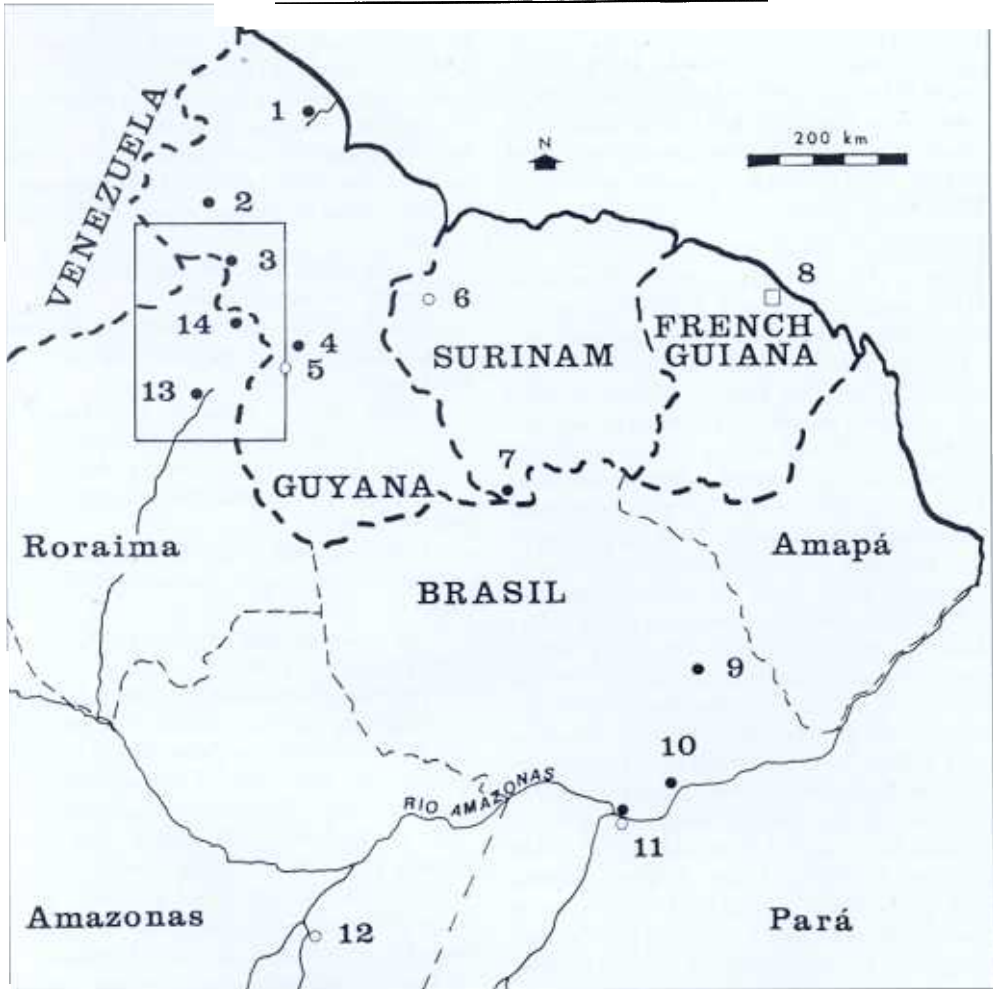 VENEZUELA
1
N
200 km
2
3
8
6
14
4
FRENCH
GUIANA
SURINAM
5
13
7
GUYANA
Roraima
Amapá
BRASIL
9
10
RIO AMAZONAS
11
Amazonas
12
Pará